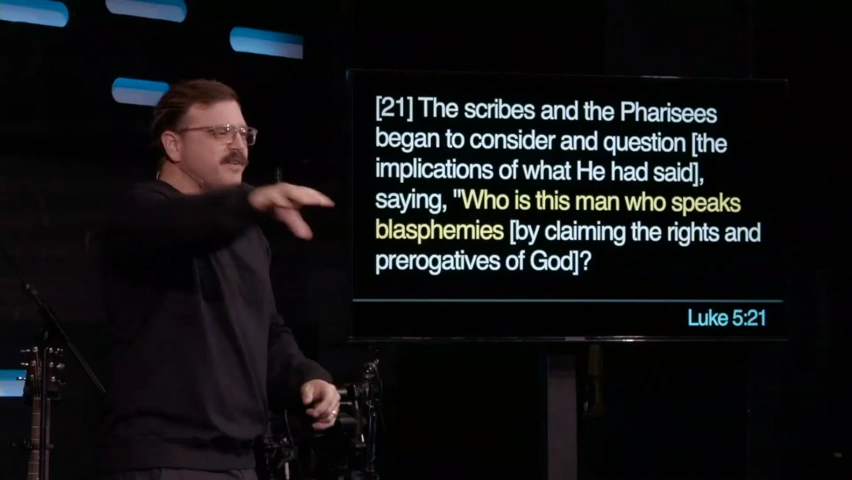 [21] The scribes and the Pharisees
began to consider and question [the
implications of what He had said],
saying, "Who is this man who speaks
blasphemies [by claiming the rights and
prerogatives of God]?
Luke 5:21